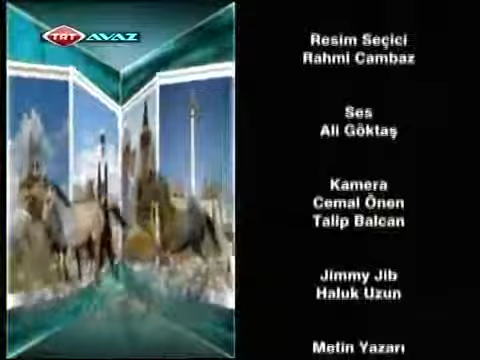 TRT AVAZ
Resim Seçici
Rahmi Cambaz
Ses
Ali Göktaş
Kamera
Cemal Önen
Talip Balcan
Jimmy Jib
Haluk Uzun
Metin Yazarı